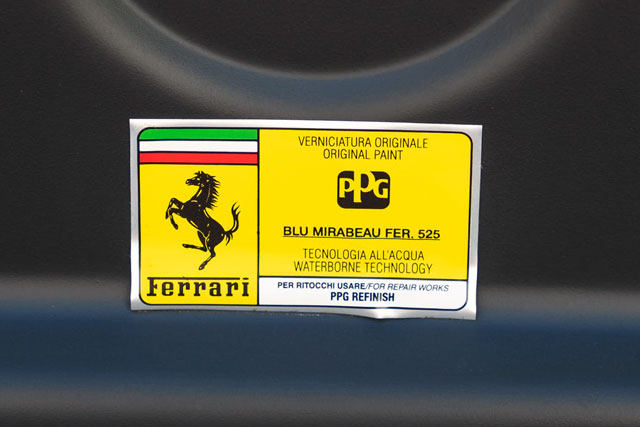 VERNICIATURA ORIGINALE
ORIGINAL PAINT
PPG
BLU MIRABEAU FER. 525
TECNOLOGIA ALL'ACQUA
WATERBORNE TECHNOLOGY
Ferrari
PER RITOCCHI USARE/FOR REPAIR WORKS
PPG REFINISH